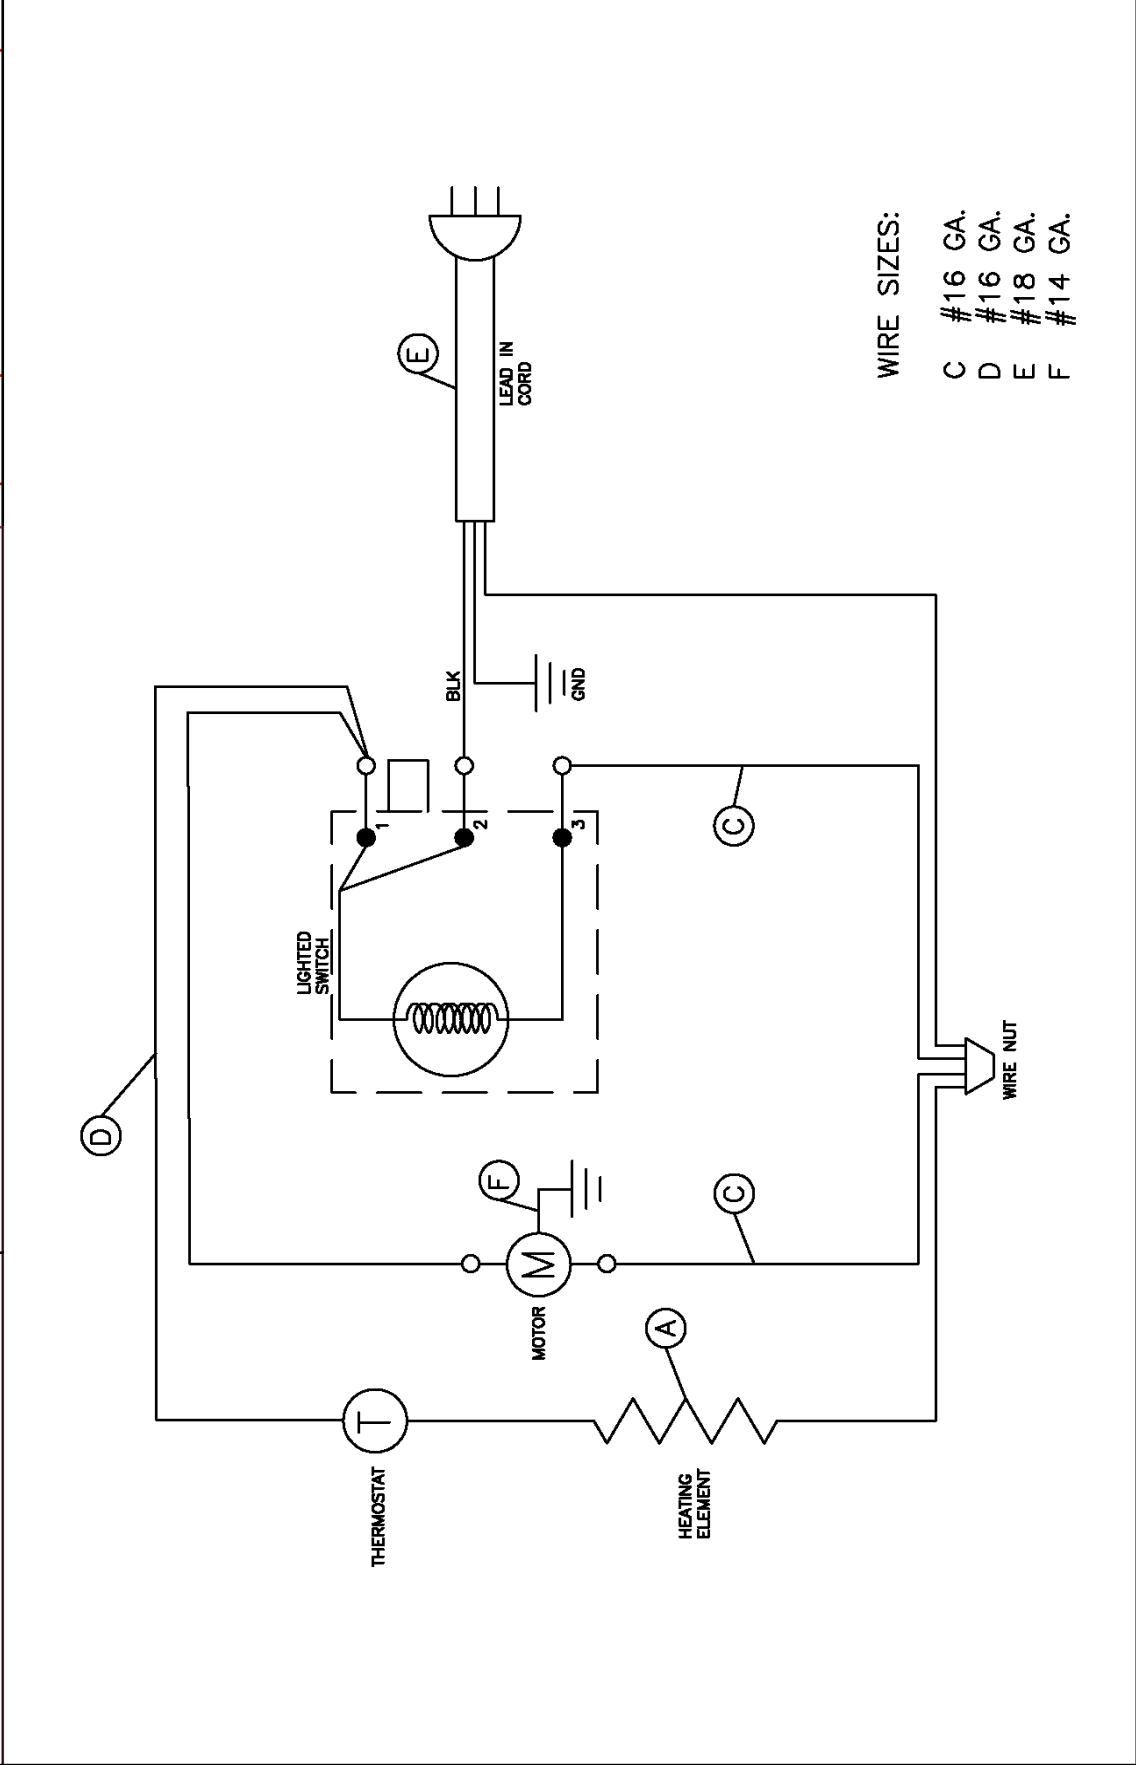 D
LIGHTED
SWITCH
1
2
3
BLK
GND
E
LEAD IN
CORD
THERMOSTAT
T
MOTOR
M
F
HEATING
ELEMENT
A
C
C
WIRE NUT
WIRE SIZES:
C #16 GA.
D #16 GA.
E #18 GA.
F #14 GA.